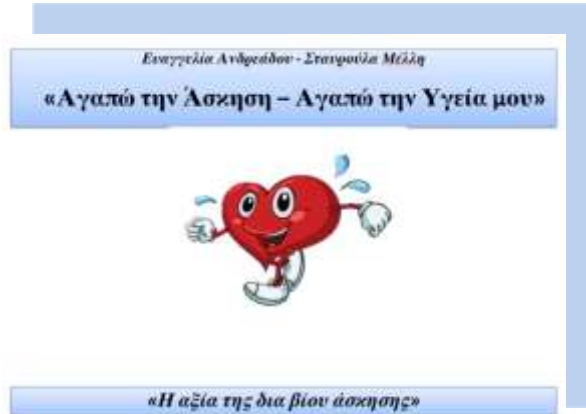 Ευαγγελία Ανδρεάδου - Σταυρούλα Μέλλη
«Αγαπώ την Άσκηση – Αγαπώ την Υγεία μου»
«Η αξία της δια βίου άσκησης»